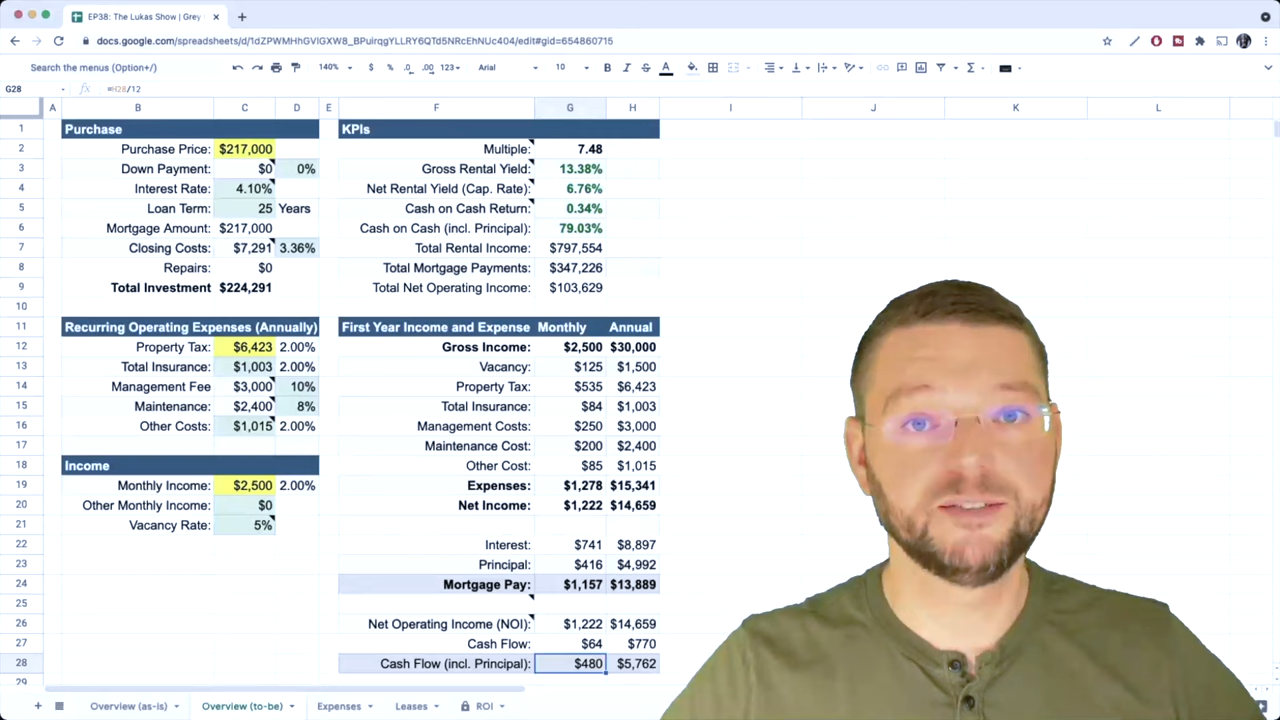 EP38: The Lukas Show | Grey
docs.google.com/spreadsheets/d/1dZPWMHhGVIGXW8_BPuirqgYLLRY6QTd5NRcEhNUc404/edit#gid=654860715
Search the menus (Option+/) 140% $ % .0 .00 123 Arial 10 B I S A
G28 fx =H28/12
A B C D E F G H I J K L
1 Purchase KPIs
2 Purchase Price: $217,000 Multiple: 7.48
3 Down Payment: $0 0% Gross Rental Yield: 13.38%
4 Interest Rate: 4.10% Net Rental Yield (Cap. Rate): 6.76%
5 Loan Term: 25 Years Cash on Cash Return: 0.34%
6 Mortgage Amount: $217,000 Cash on Cash (incl. Principal): 79.03%
7 Closing Costs: $7,291 3.36% Total Rental Income: $797,554
8 Repairs: $0 Total Mortgage Payments: $347,226
9 Total Investment $224,291 Total Net Operating Income: $103,629
10
11 Recurring Operating Expenses (Annually) First Year Income and Expense Monthly Annual
12 Property Tax: $6,423 2.00% Gross Income: $2,500 $30,000
13 Total Insurance: $1,003 2.00% Vacancy: $125 $1,500
14 Management Fee $3,000 10% Property Tax: $535 $6,423
15 Maintenance: $2,400 8% Total Insurance: $84 $1,003
16 Other Costs: $1,015 2.00% Management Costs: $250 $3,000
17 Maintenance Cost: $200 $2,400
18 Income Other Cost: $85 $1,015
19 Monthly Income: $2,500 2.00% Expenses: $1,278 $15,341
20 Other Monthly Income: $0 Net Income: $1,222 $14,659
21 Vacancy Rate: 5%
22 Interest: $741 $8,897
23 Principal: $416 $4,992
24 Mortgage Pay: $1,157 $13,889
25
26 Net Operating Income (NOI): $1,222 $14,659
27 Cash Flow: $64 $770
28 Cash Flow (incl. Principal): $480 $5,762
29
Overview (as-is) Overview (to-be) Expenses Leases ROI